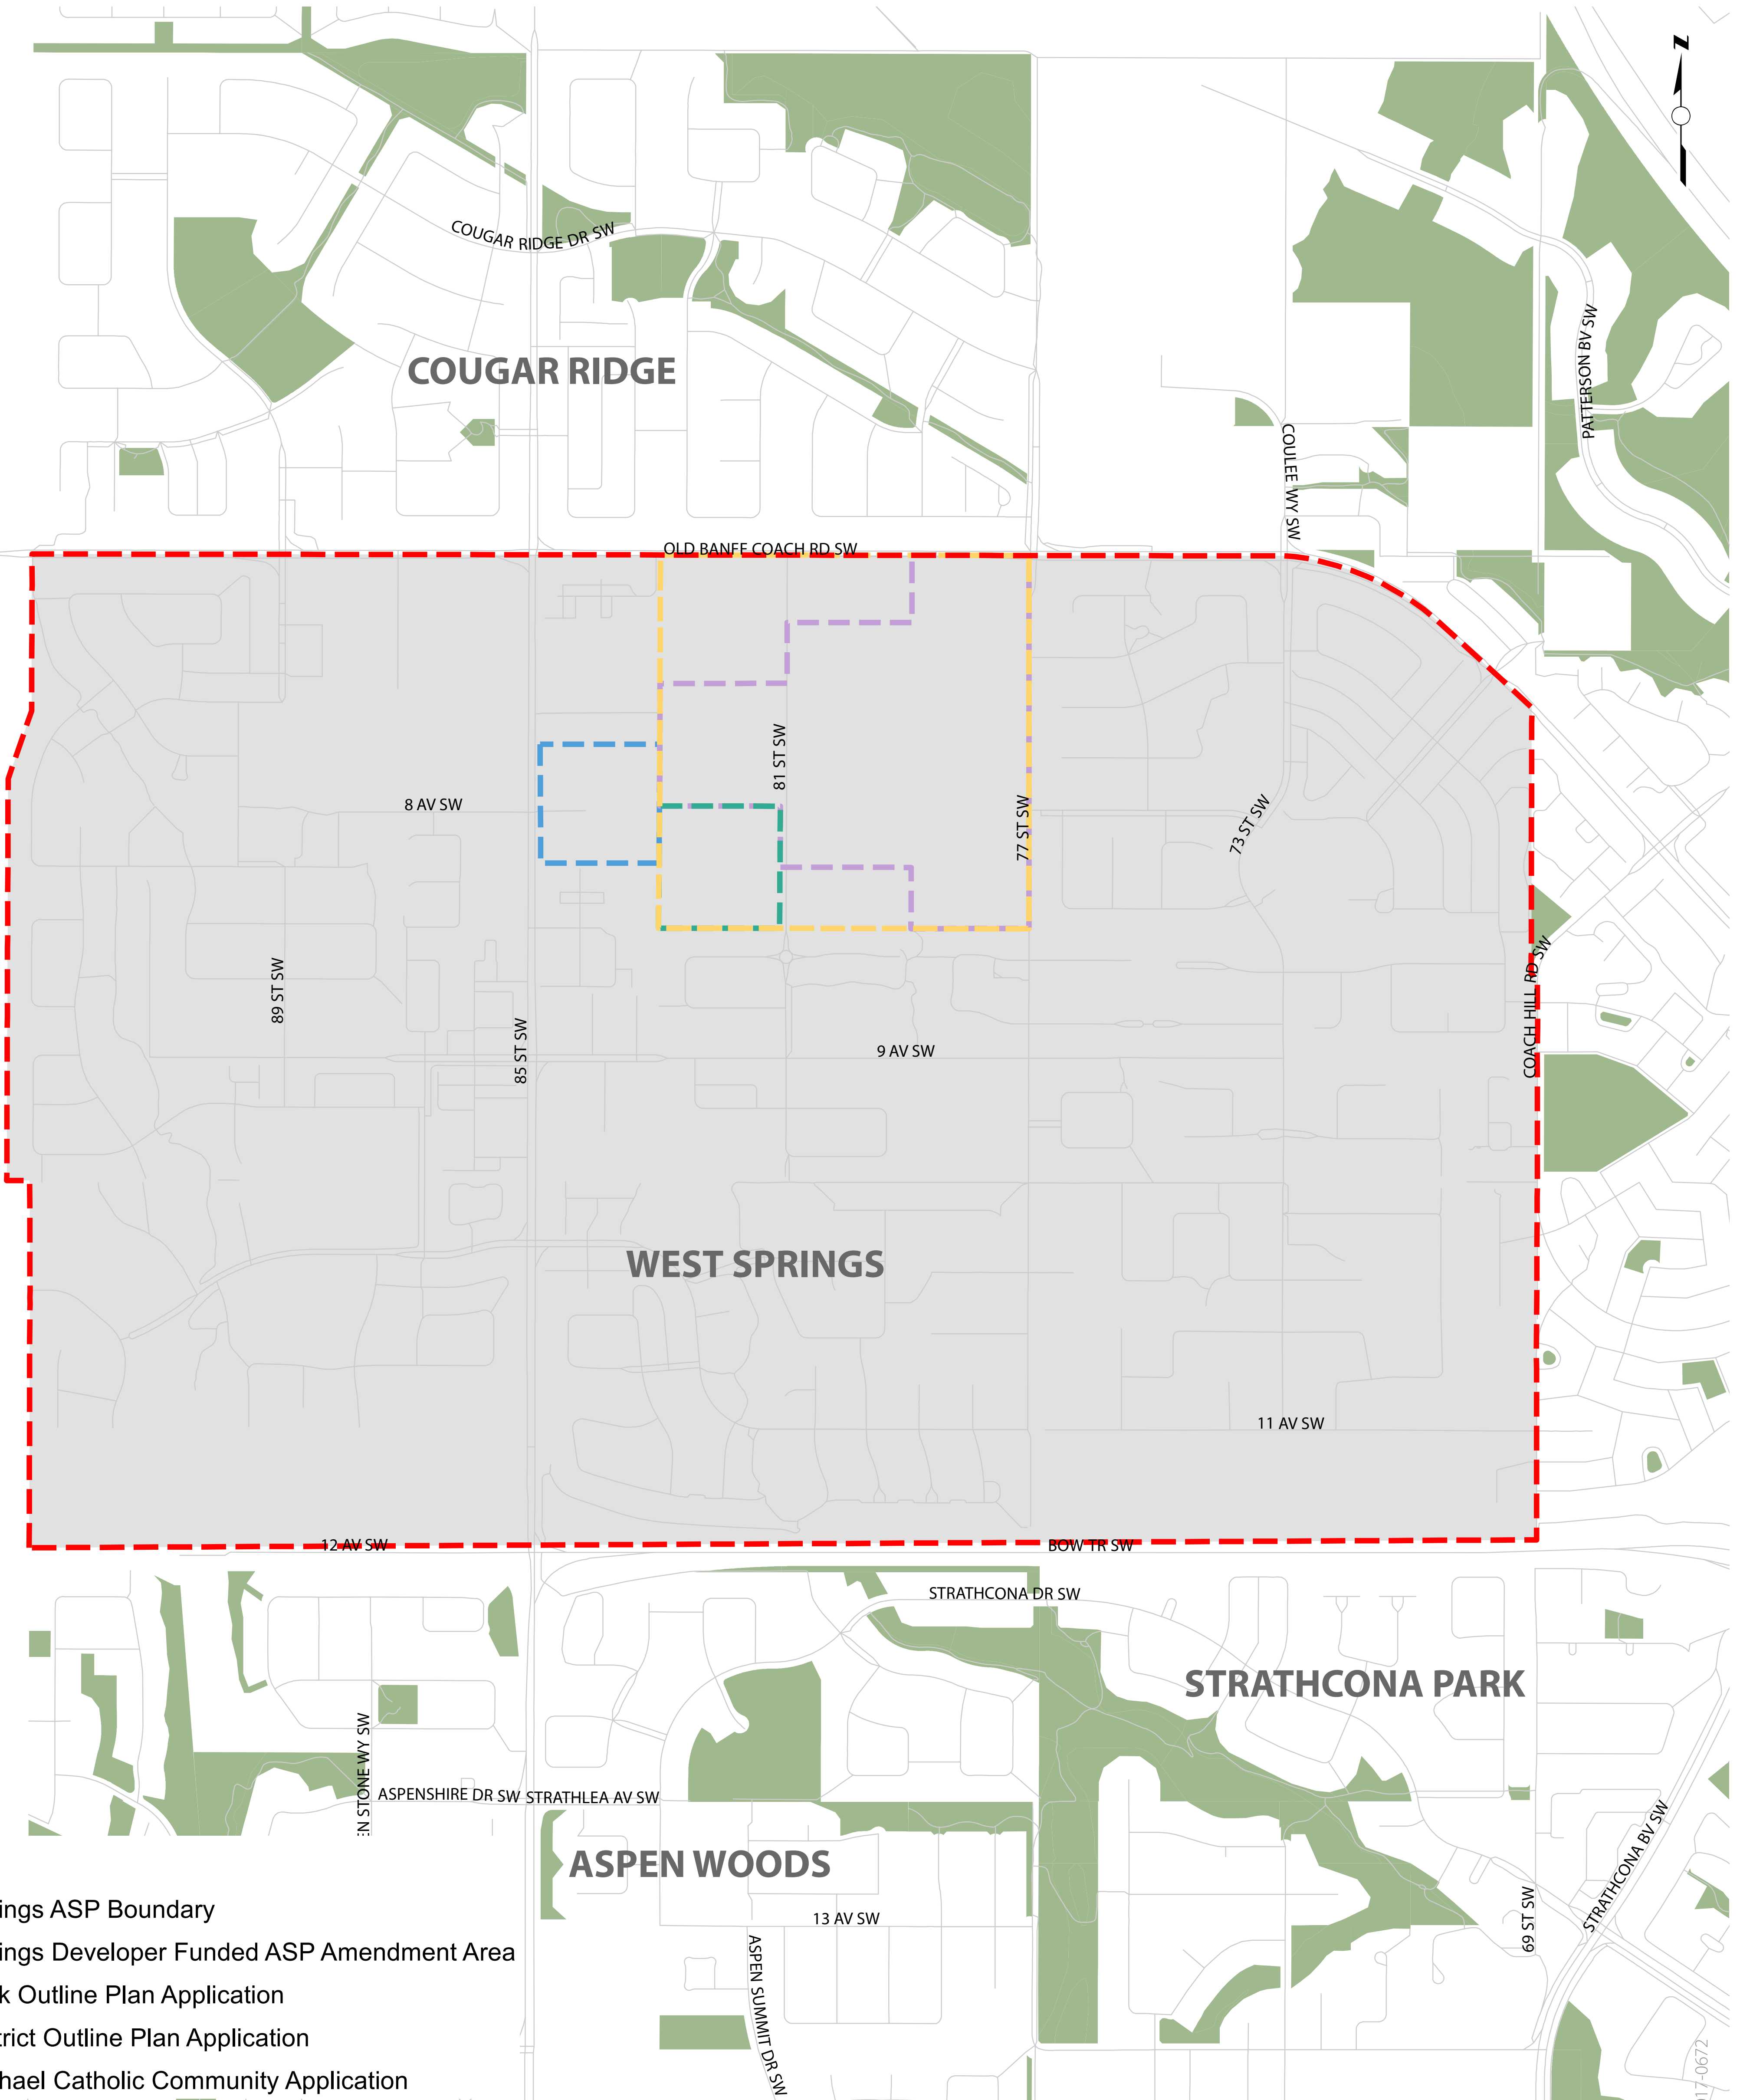 N
COUGAR RIDGE DR SW
PATTERSON BV SW
COUGAR RIDGE
COULEE WY SW
OLD BANFF COACH RD SW
81 ST SW
8 AV SW
77 ST SW
73 ST SW
89 ST SW
COACH HILL RD SW
85 ST SW
9 AV SW
WEST SPRINGS
11 AV SW
12 AV SW
BOW TR SW
STRATHCONA DR SW
STRATHCONA PARK
EN STONE WY SW
ASPENSHIRE DR SW
STRATHLEA AV SW
ASPEN WOODS
STRATHCONA BV SW
13 AV SW
69 ST SW
ASPEN SUMMIT DR SW
ings ASP Boundary
ings Developer Funded ASP Amendment Area
k Outline Plan Application
trict Outline Plan Application
hael Catholic Community Application
17-0672